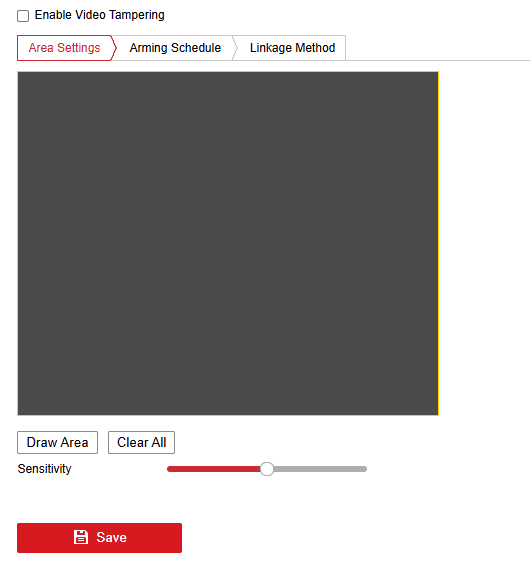 Enable Video Tampering
Area Settings Arming Schedule Linkage Method
Draw Area Clear All
Sensitivity
Save